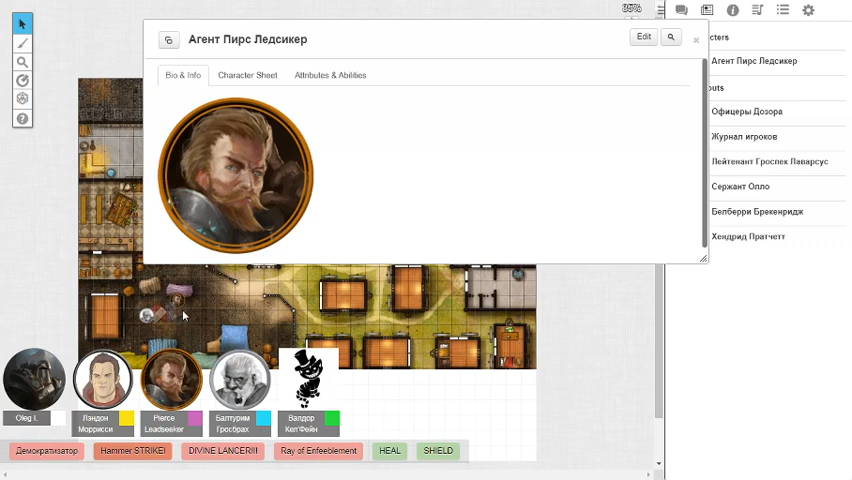 85%
Агент Пирс Ледсикер
Edit
Bio & Info
Character Sheet
Attributes & Abilities
cters
Агент Пирс Ледсикер
outs
Офицеры Дозора
Журнал игроков
Лейтенант Гроспек Лаварсус
Сержант Олло
Белберри Брекенридж
Хендрид Пратчетт
Oleg I.
Лэндон
Моррисси
Pierce
Leadseeker
Балтурим
Гросбрах
Валдор
Кел'Фейн
Демократизатор
Hammer STRIKE!
DIVINE LANCER!!!
Ray of Enfeeblement
HEAL
SHIELD